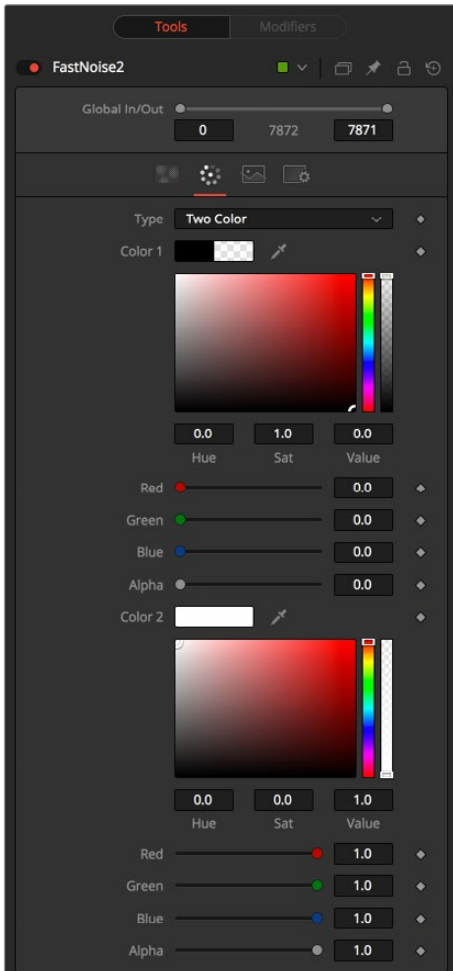 Tools Modifiers
FastNoise2
Global In/Out
0 7872 7871
Type Two Color
Color 1
0.0 1.0 0.0
Hue Sat Value
Red 0.0
Green 0.0
Blue 0.0
Alpha 0.0
Color 2
0.0 0.0 1.0
Hue Sat Value
Red 1.0
Green 1.0
Blue 1.0
Alpha 1.0